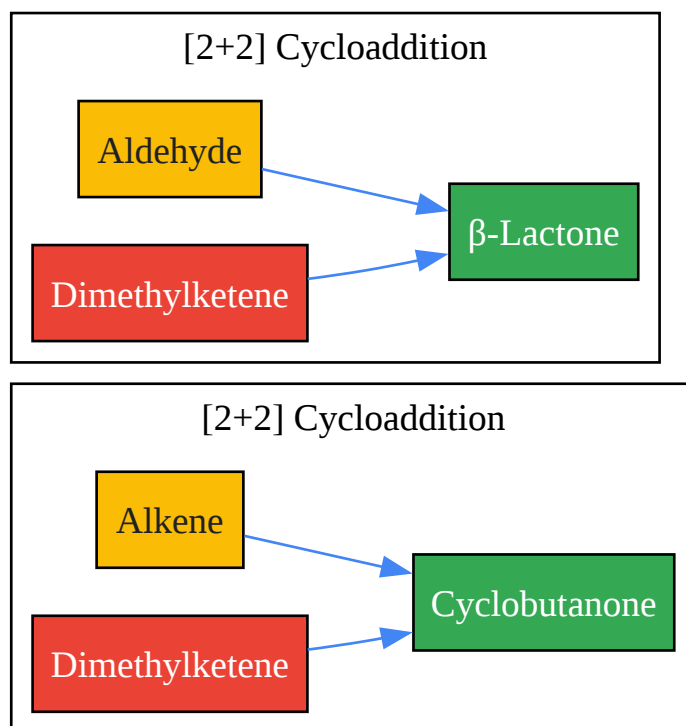 [2+2] Cycloaddition
Aldehyde
β-Lactone
Dimethylketene
[2+2] Cycloaddition
Alkene
Cyclobutanone
Dimethylketene